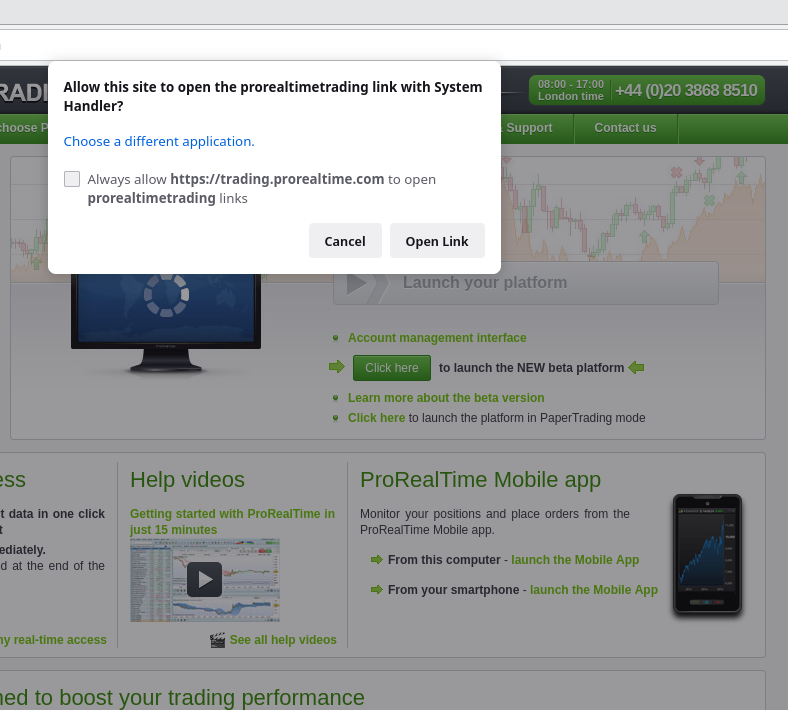 Allow this site to open the prorealtimetrading link with System
Handler?
Choose a different application.
Always allow https://trading.prorealtime.com to open
prorealtimetrading links
Cancel Open Link
08:00 - 17:00
London time
+44 (0)20 3868 8510
Support Contact us
Launch your platform
Account management interface
Click here to launch the NEW beta platform
Learn more about the beta version
Click here to launch the platform in PaperTrading mode
Help videos
Getting started with ProRealTime in
just 15 minutes
See all help videos
ProRealTime Mobile app
Monitor your positions and place orders from the
ProRealTime Mobile app.
From this computer - launch the Mobile App
From your smartphone - launch the Mobile App
data in one click
at the end of the
real-time access
to boost your trading performance